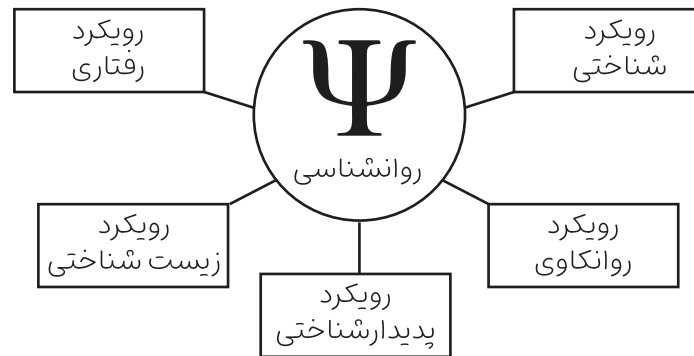 رویکرد
شناختی
رویکرد
رفتاری
Ψ
روانشناسی
رویکرد
روانکاوی
رویکرد
زیست شناختی
رویکرد
پدیدارشناختی